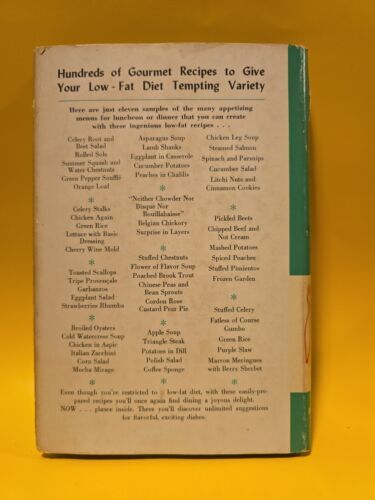 Hundreds of Gourmet Recipes to Give
Your Low - Fat Diet Tempting Variety
Here are just eleven samples of the many appetizing
menus for luncheon or dinner that you can create
with these ingenious low-fat recipes . . .
Celery Root and
Beet Salad
Rolled Sole
Summer Squash and
Water Chestnuts
Green Pepper Soufflé
Orange Loaf
*
Celery Stalks
Chicken Again
Green Rice
Lettuce with Basic
Dressing
Cherry Wine Mold
*
Toasted Scallops
Tripe Provençale
Garbanzos
Eggplant Salad
Strawberries Rhumba
*
Broiled Oysters
Cold Watercress Soup
Chicken in Aspic
Italian Zucchini
Cora Salad
Mocha Mirage
*
Asparagus Soup
Lamb Shanks
Eggplant in Casserole
Cucumber Potatoes
Peaches in Chablis
*
"Neither Chowder Nor
Bisque Nor
Bouillabaisse"
Belgian Chickory
Surprise in Layers
*
Stuffed Chestnuts
Flower of Flavor Soup
Poached Brook Trout
Chinese Peas and
Bean Sprouts
Corden Rose
Custard Pear Pie
*
Apple Soup
Triangle Steak
Potatoes in Dill
Polish Salad
Coffee Sponge
*
Chicken Leg Soup
Steamed Salmon
Spinach and Parsnips
Cucumber Salad
Litchi Nuts and
Cinnamon Cookies
*
Pickled Beets
Chipped Beef and
Not Cream
Mashed Potatoes
Spiced Peaches
Stuffed Pimientos
Frozen Garden
*
Stuffed Celery
Fatless of Course
Gumbo
Green Rice
Purple Slaw
Marron Meringues
with Berry Sherbet
*
Even though you're restricted to a low-fat diet, with these easily-pre-
pared recipes you'll once again find dining a joyous delight.
NOW . . . glance inside. There you'll discover unlimited suggestions
for flavorful, exciting dishes.